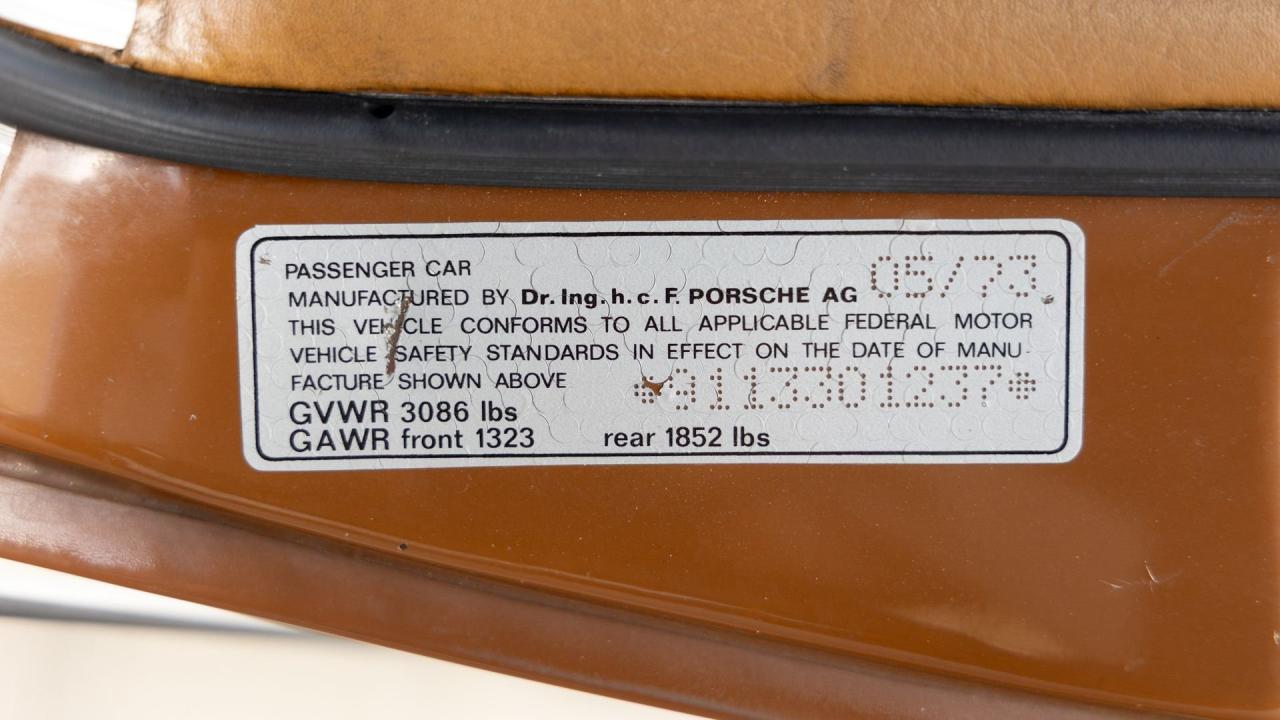 PASSENGER CAR 05/73
MANUFACTURED BY Dr. Ing. h. c. F. PORSCHE AG
THIS VEHICLE CONFORMS TO ALL APPLICABLE FEDERAL MOTOR
VEHICLE SAFETY STANDARDS IN EFFECT ON THE DATE OF MANU-
FACTURE SHOWN ABOVE *9113301237*
GVWR 3086 lbs
GAWR front 1323 rear 1852 lbs